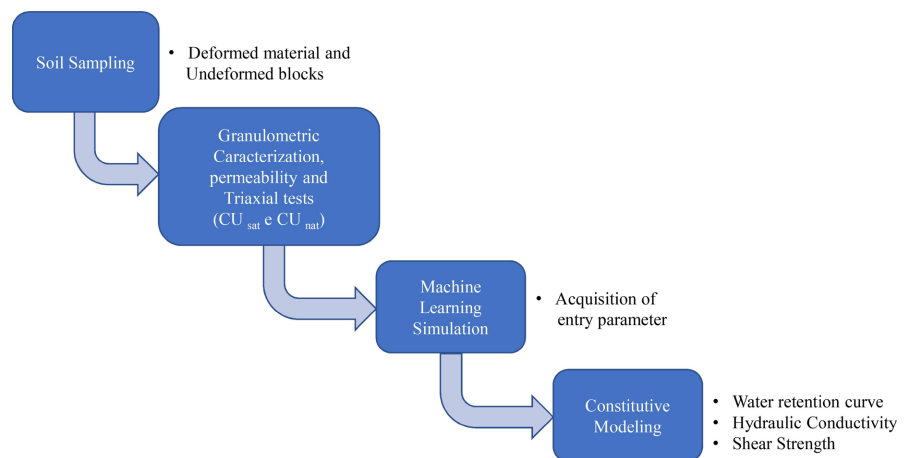 Soil Sampling
• Deformed material and
Undeformed blocks
Granulometric
Caracterization,
permeability and
Triaxial tests
(CU sat e CU nat)
Machine
Learning
Simulation
• Acquisition of
entry parameter
Constitutive
Modeling
• Water retention curve
• Hydraulic Conductivity
• Shear Strength